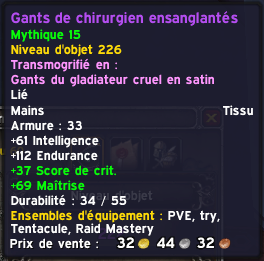 Gants de chirurgien ensanglantés
Mythique 15
Niveau d'objet 226
Transmogrifié en :
Gants du gladiateur cruel en satin
Lié
Mains Tissu
Armure : 33
+61 Intelligence
+112 Endurance
+37 Score de crit.
+69 Maîtrise
Niveau d'objet
Durabilité : 34 / 55
Ensembles d'équipement : PVE, try,
Tentacule, Raid Mastery
Prix de vente : 32 44 32